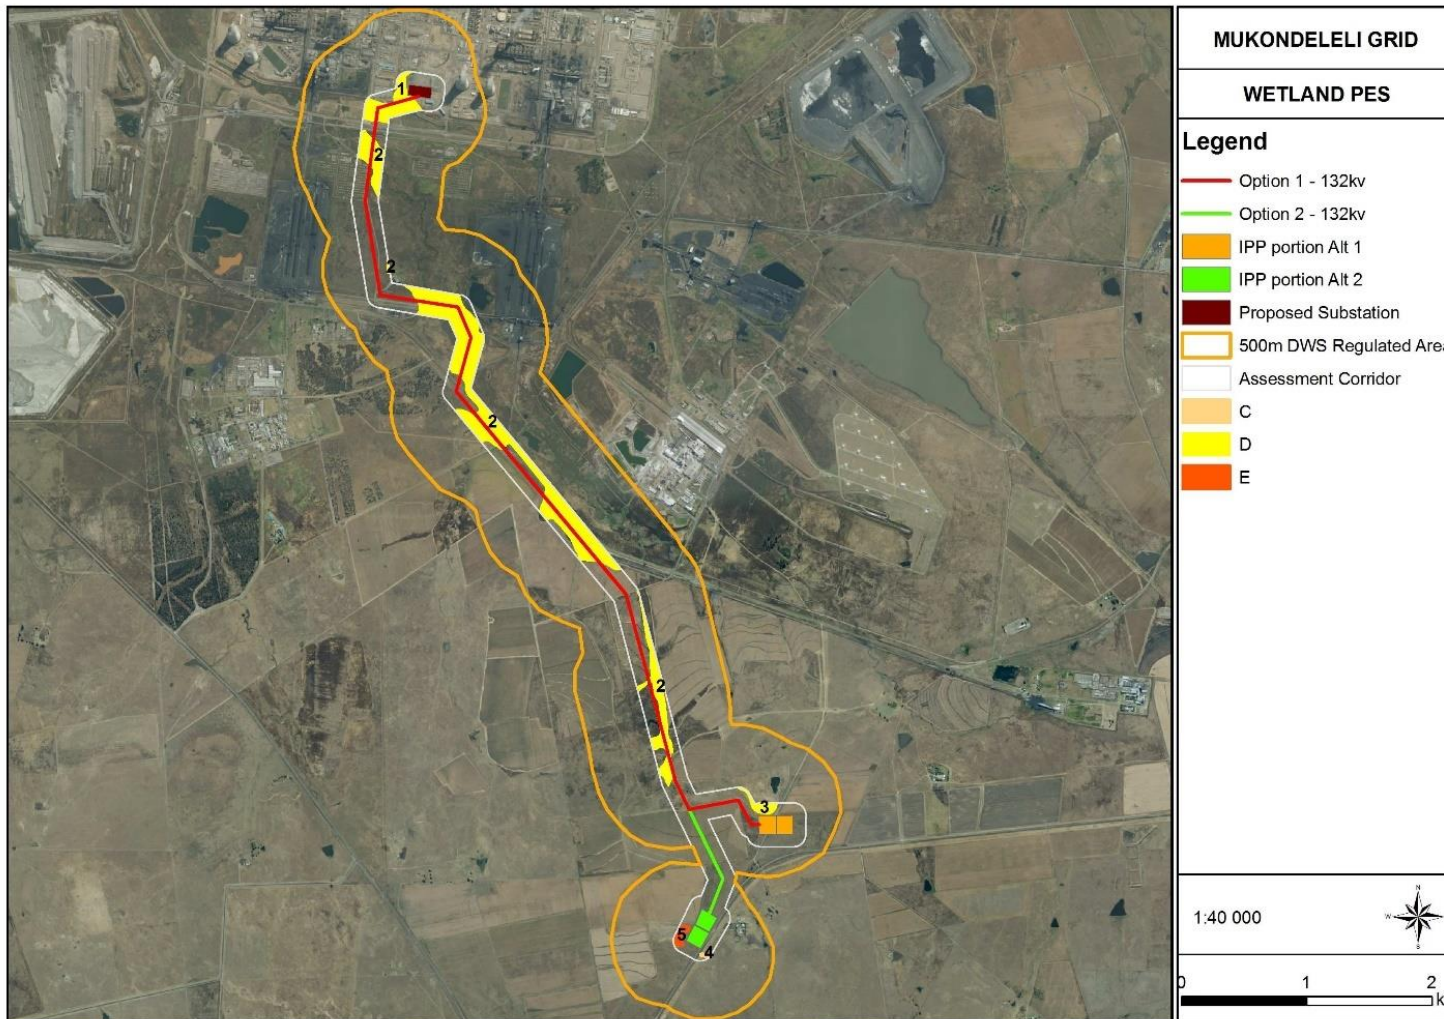 MUKONDELELI GRID
WETLAND PES
Legend
Option 1 - 132kv
Option 2 - 132kv
IPP portion Alt 1
IPP portion Alt 2
Proposed Substation
500m DWS Regulated Area
Assessment Corridor
C
D
E
1:40 000
N
W
S
0 1 2
k
1
2
2
2
2
3
5
4